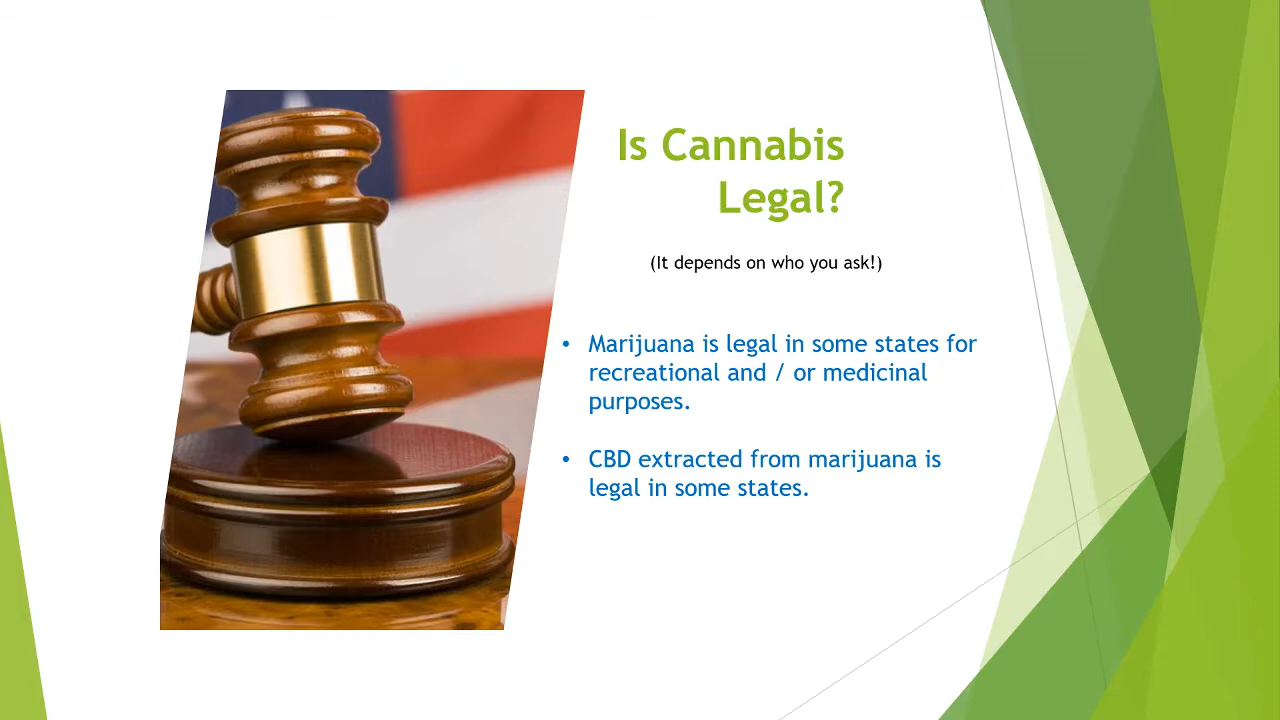 Is Cannabis
Legal?
(It depends on who you ask!)
• Marijuana is legal in some states for
recreational and / or medicinal
purposes.
• CBD extracted from marijuana is
legal in some states.